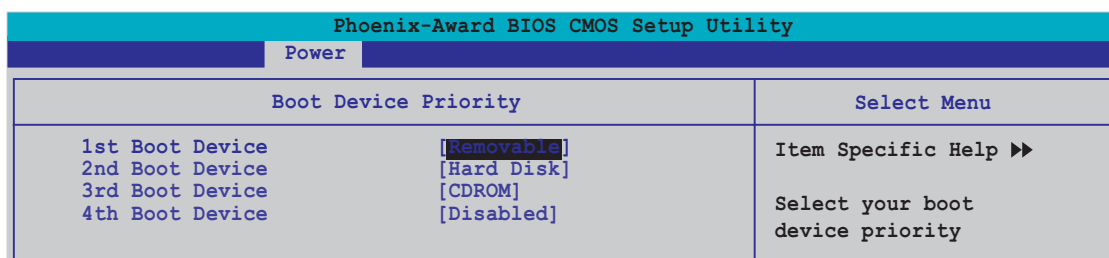 Phoenix-Award BIOS CMOS Setup Utility
Power
Boot Device Priority
Select Menu
1st Boot Device [Removable]
2nd Boot Device [Hard Disk]
3rd Boot Device [CDROM]
4th Boot Device [Disabled]
Item Specific Help
Select your boot
device priority